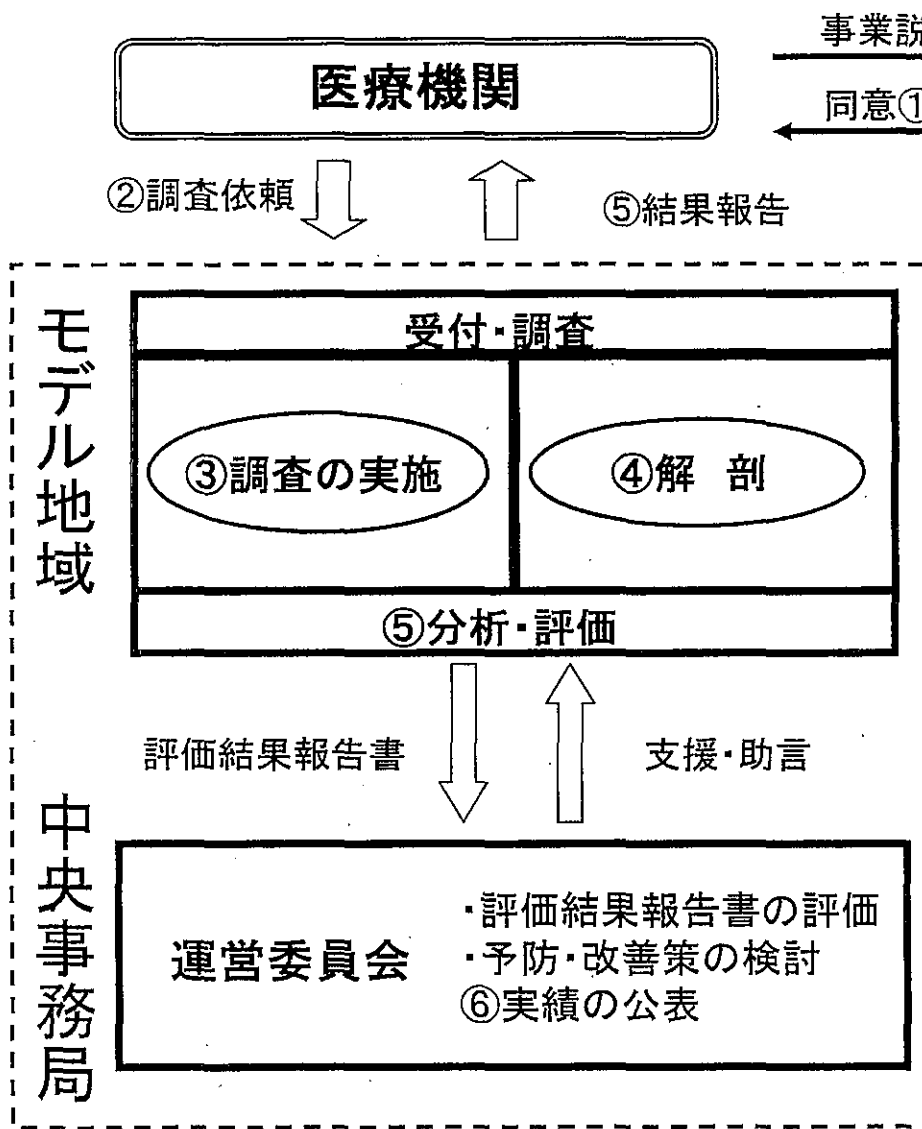 事業説
医療機関
同意①
②調査依頼
⑤結果報告
モデル地域
受付・調査
③調査の実施
④解 剖
⑤分析・評価
評価結果報告書
支援・助言
中央事務局
運営委員会
・評価結果報告書の評価
・予防・改善策の検討
⑥実績の公表